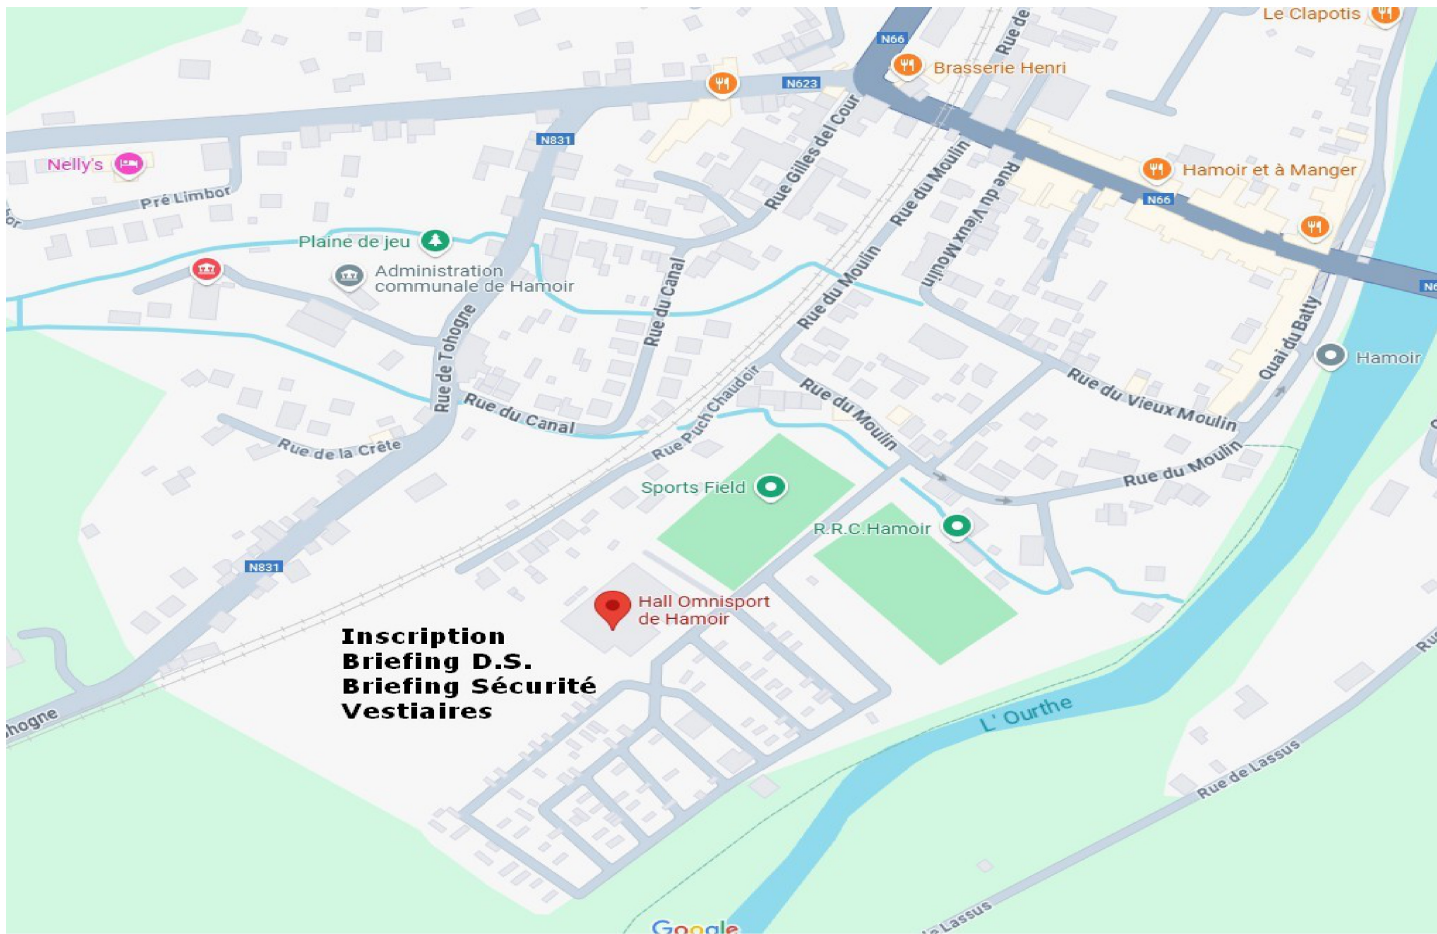 Le Clapotis
N66
Rue de
Brasserie Henri
N623
N831
Nelly's
Pré Limbor
Rue Gilles del Cour
Rue du Moulin
Rue du Vieux Moulin
Hamoir et à Manger
N66
Plaine de jeu
Administration
communale de Hamoir
Rue du Canal
Rue du Moulin
Rue de Tohogne
Quai du Batty
Hamoir
Rue du Canal
Rue Puch Chaudoir
Rue du Moulin
Rue du Vieux Moulin
Rue de la Crête
Rue du Moulin
Sports Field
R.R.C.Hamoir
N831
Hall Omnisport
de Hamoir
Inscription
Briefing D.S.
Briefing Sécurité
Vestiaires
L' Ourthe
Rue de Lassus
de Lassus
Google